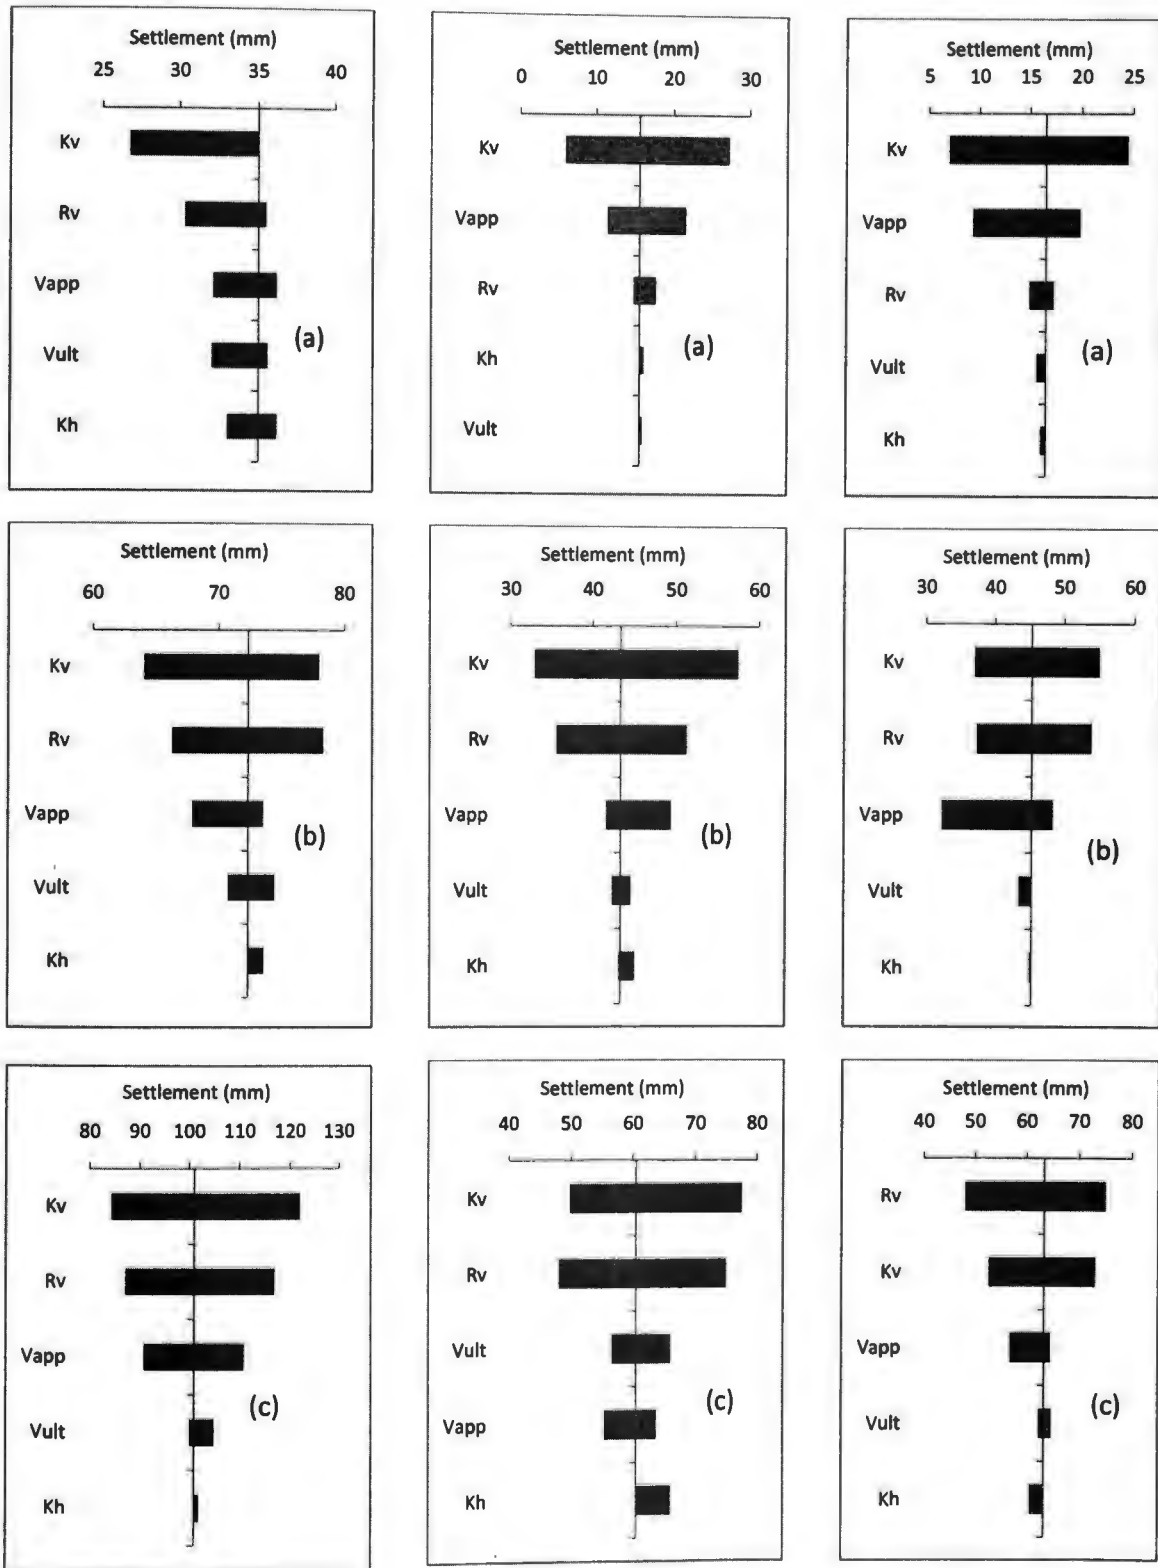 Settlement (mm)
25 30 35 40
Kv
Rv
Vapp
Vult
Kh
(a)
Settlement (mm)
0 10 20 30
Kv
Vapp
Rv
Kh
Vult
(a)
Settlement (mm)
5 10 15 20 25
Kv
Vapp
Rv
Vult
Kh
(a)
Settlement (mm)
60 70 80
Kv
Rv
Vapp
Vult
Kh
(b)
Settlement (mm)
30 40 50 60
Kv
Rv
Vapp
Vult
Kh
(b)
Settlement (mm)
30 40 50 60
Kv
Rv
Vapp
Vult
Kh
(b)
Settlement (mm)
80 90 100 110 120 130
Kv
Rv
Vapp
Vult
Kh
(c)
Settlement (mm)
40 50 60 70 80
Kv
Rv
Vult
Vapp
Kh
(c)
Settlement (mm)
40 50 60 70 80
Rv
Kv
Vapp
Vult
Kh
(c)